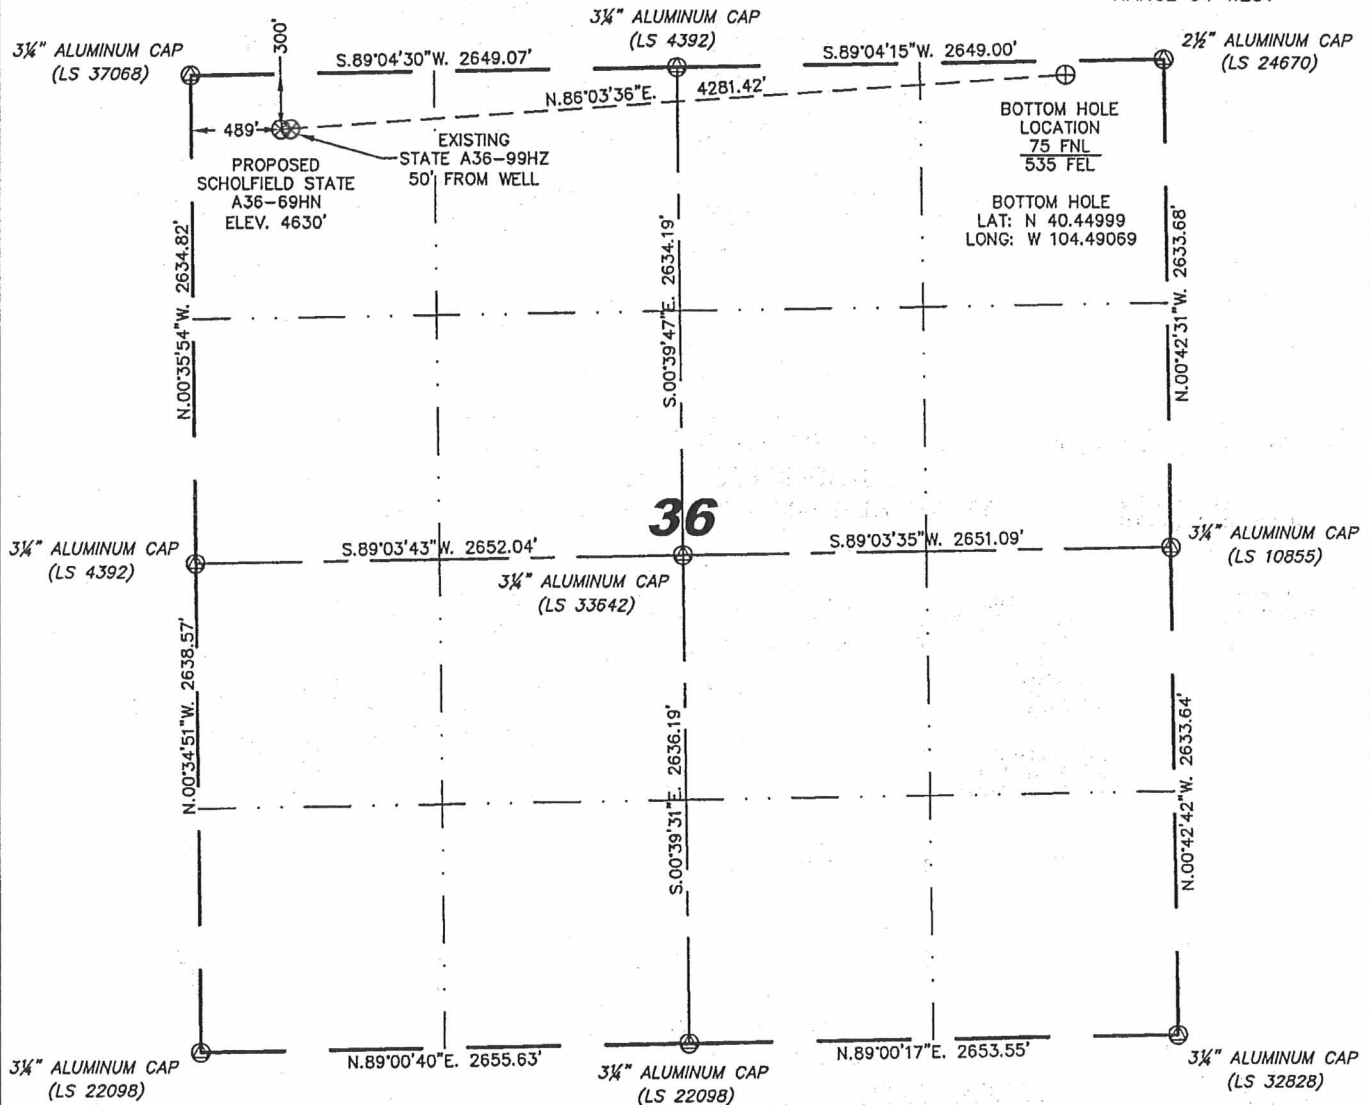 3¼" ALUMINUM CAP
(LS 4392)
3¼" ALUMINUM CAP
(LS 37068)
300'
S.89°04'30"W. 2649.07'
S.89°04'15"W. 2649.00'
2½" ALUMINUM CAP
(LS 24670)
N.86°03'36"E. 4281.42'
489'
EXISTING
STATE A36-99HZ
50' FROM WELL
PROPOSED
SCHOLFIELD STATE
A36-69HN
ELEV. 4630'
BOTTOM HOLE
LOCATION
75 FNL
535 FEL
BOTTOM HOLE
LAT: N 40.44999
LONG: W 104.49069
N.00°35'54"W. 2634.82'
S.00°39'47"E. 2634.19'
N.00°42'31"W. 2633.68'
36
3¼" ALUMINUM CAP
(LS 4392)
S.89°03'43"W. 2652.04'
S.89°03'35"W. 2651.09'
3¼" ALUMINUM CAP
(LS 10855)
3¼" ALUMINUM CAP
(LS 33642)
N.00°34'51"W. 2638.57'
S.00°39'31"E. 2636.19'
N.00°42'42"W. 2633.64'
3¼" ALUMINUM CAP
(LS 22098)
N.89°00'40"E. 2655.63'
3¼" ALUMINUM CAP
(LS 22098)
N.89°00'17"E. 2653.55'
3¼" ALUMINUM CAP
(LS 32828)